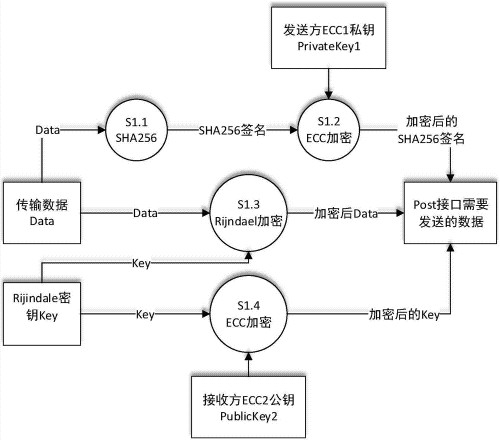 发送方ECC1私钥
PrivateKey1
Data
S1.1
SHA256
SHA256签名
S1.2
ECC加密
加密后的
SHA256签名
传输数据
Data
Data
S1.3
Rijndael加密
加密后Data
Post接口需要
发送的数据
Key
Rijindale密
钥Key
Key
S1.4
ECC加密
加密后的Key
接收方ECC2公钥
PublicKey2